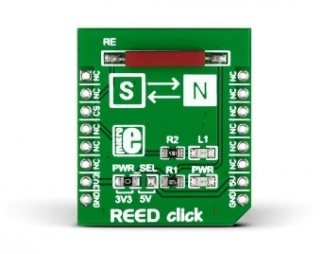 RE
NC
NC
CS
NC
NC
NC
3V3
GND
S
N
NC
NC
NC
NC
NC
NC
5V
GND
micro
e
R2 L1
PWR SEL R1 PWR
3V3 5V
REED click